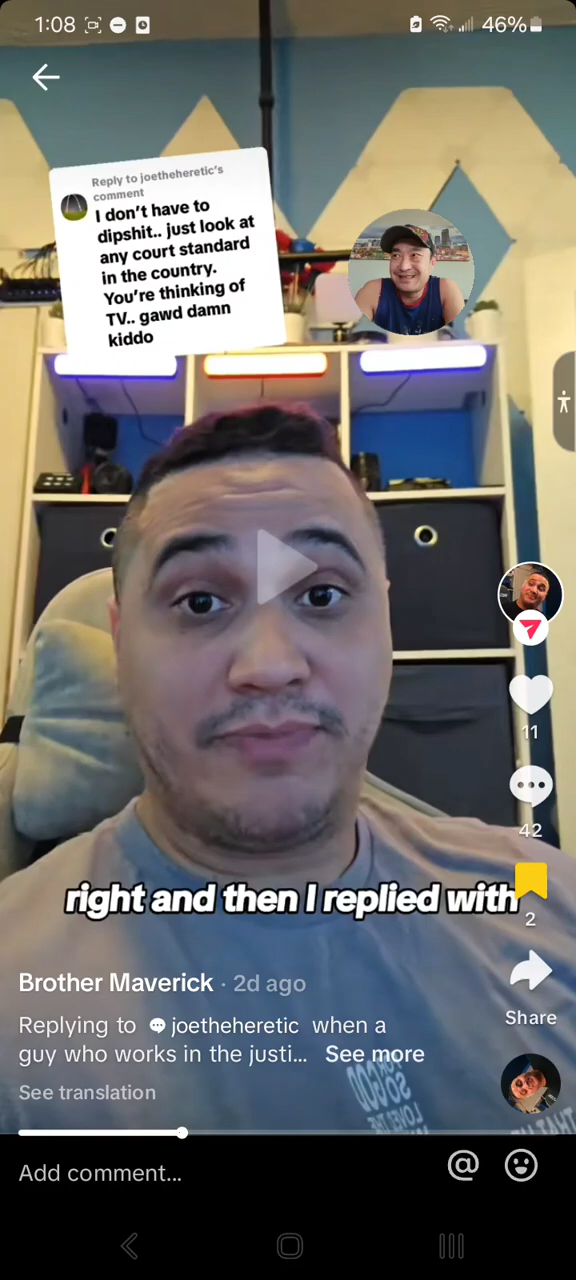 1:08
46%
Reply to joetheheretic's
comment
I don't have to
dipshit.. just look at
any court standard
in the country.
You're thinking of
TV.. gawd damn
kiddo
11
42
right and then I replied with
2
Brother Maverick · 2d ago
Share
Replying to joetheheretic when a
guy who works in the justi... See more
See translation
Add comment...
@